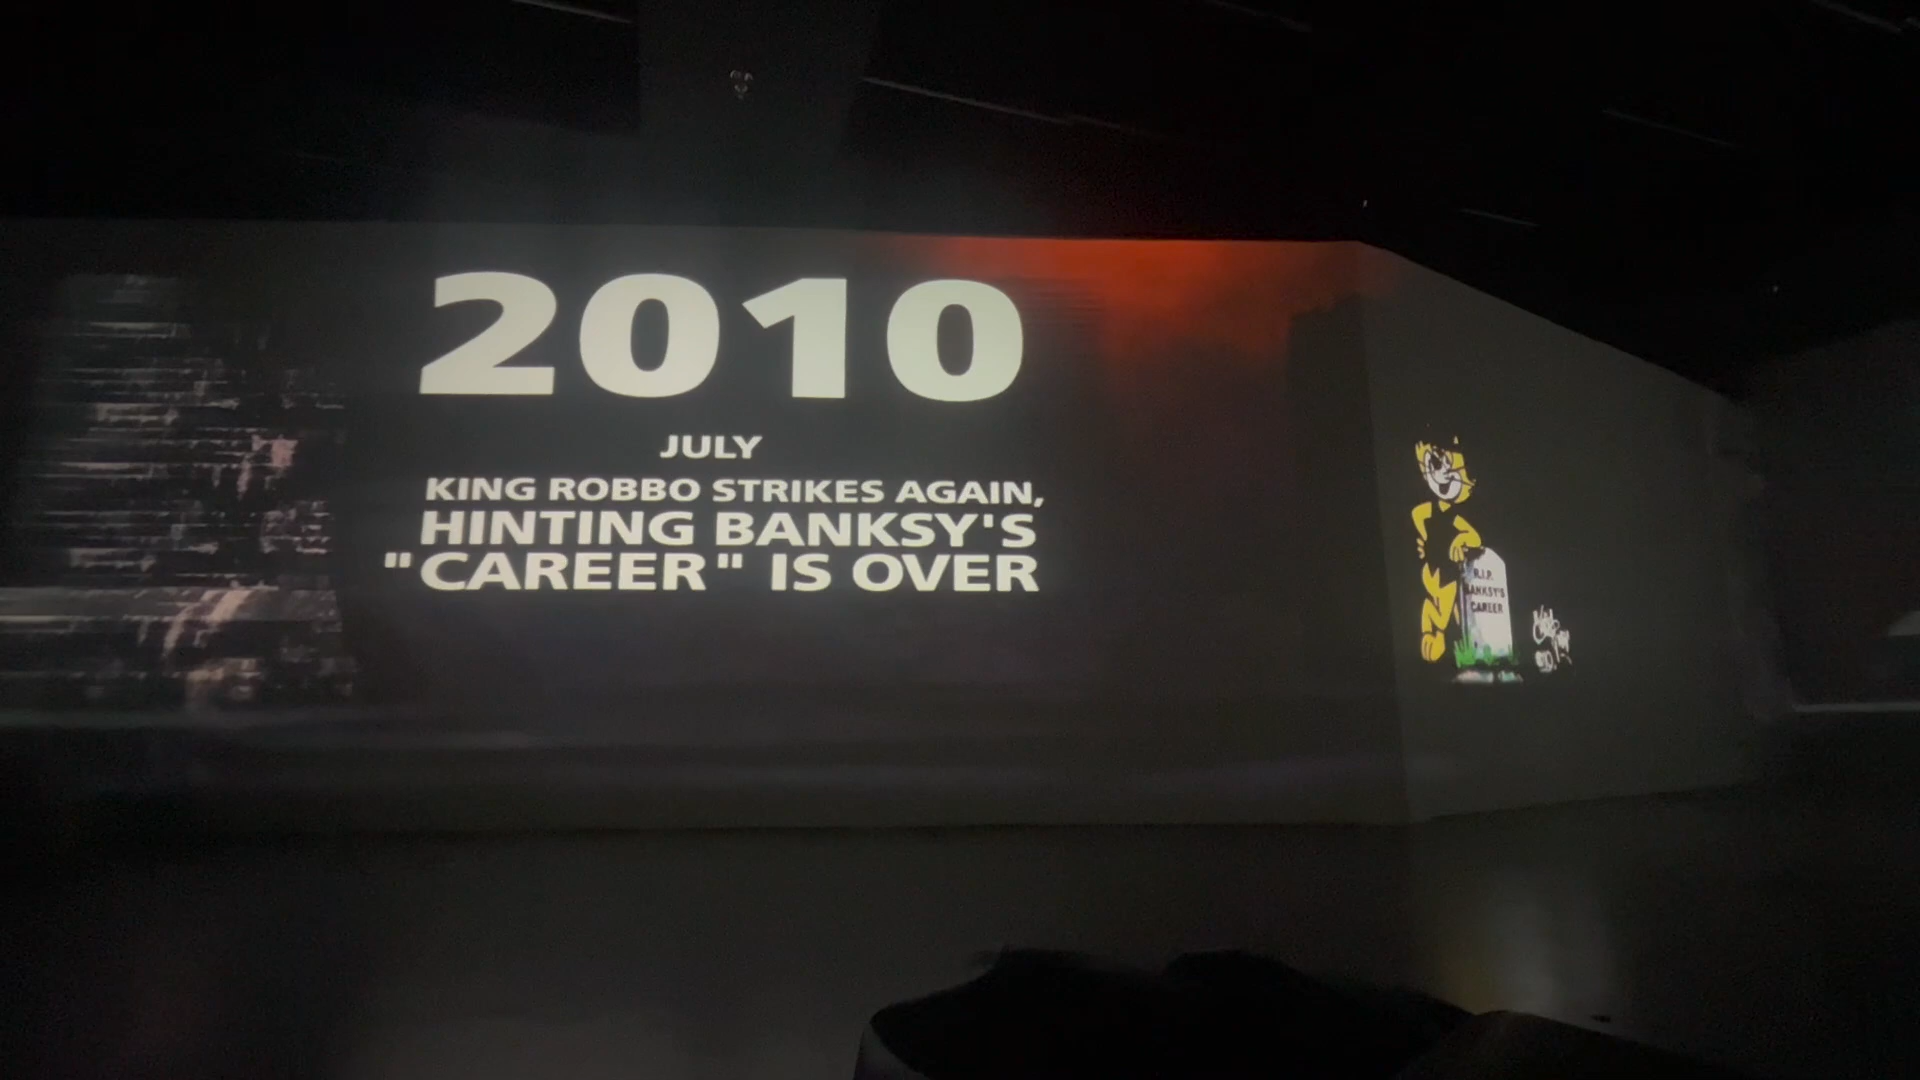 2010
JULY
KING ROBBO STRIKES AGAIN,
HINTING BANKSY'S
"CAREER" IS OVER
R.I.P.
BANKSY'S
CAREER